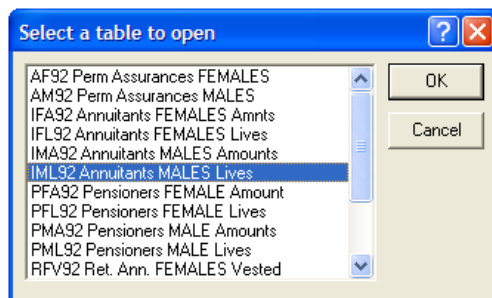 Select a table to open
AF92 Perm Assurances FEMALES
AM92 Perm Assurances MALES
IFA92 Annuitants FEMALES Amnts
IFL92 Annuitants FEMALES Lives
IMA92 Annuitants MALES Amounts
IML92 Annuitants MALES Lives
PFA92 Pensioners FEMALE Amount
PFL92 Pensioners FEMALE Lives
PMA92 Pensioners MALE Amounts
PML92 Pensioners MALE Lives
RFV92 Ret. Ann. FEMALES Vested
OK
Cancel